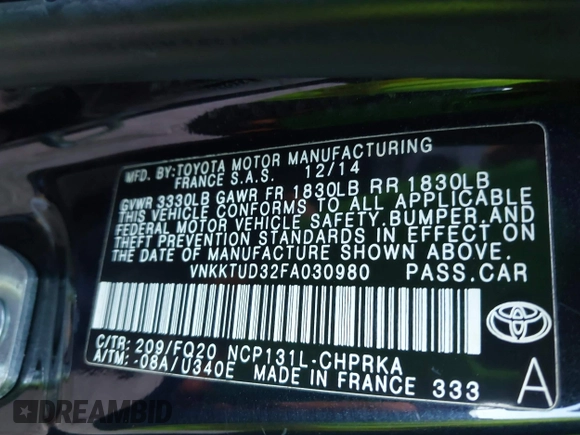 MFD. BY: TOYOTA MOTOR MANUFACTURING
FRANCE S.A.S. 12/14
GVWR 3330LB GAWR FR 1830LB RR 1830LB
THIS VEHICLE CONFORMS TO ALL APPLICABLE
FEDERAL MOTOR VEHICLE SAFETY, BUMPER, AND
THEFT PREVENTION STANDARDS IN EFFECT ON
THE DATE OF MANUFACTURE SHOWN ABOVE.
VNKKTUD32FA030980 PASS.CAR
C/TR: 209/FQ20 NCP131L-CHPRKA
A/TM: -08A/U340E MADE IN FRANCE 333 A
DREAMBID